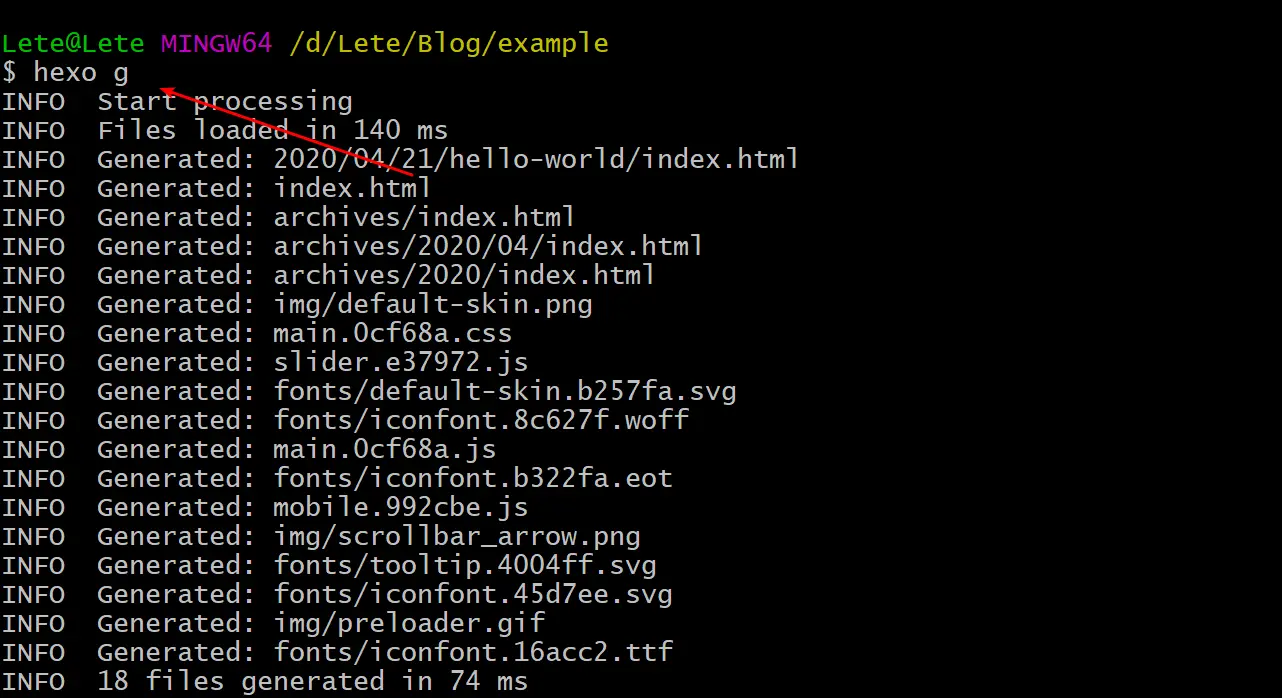 Lete@Lete MINGW64 /d/Lete/Blog/example
$ hexo g
INFO  Start processing
INFO  Files loaded in 140 ms
INFO  Generated: 2020/04/21/hello-world/index.html
INFO  Generated: index.html
INFO  Generated: archives/index.html
INFO  Generated: archives/2020/04/index.html
INFO  Generated: archives/2020/index.html
INFO  Generated: img/default-skin.png
INFO  Generated: main.0cf68a.css
INFO  Generated: slider.e37972.js
INFO  Generated: fonts/default-skin.b257fa.svg
INFO  Generated: fonts/iconfont.8c627f.woff
INFO  Generated: main.0cf68a.js
INFO  Generated: fonts/iconfont.b322fa.eot
INFO  Generated: mobile.992cbe.js
INFO  Generated: img/scrollbar_arrow.png
INFO  Generated: fonts/tooltip.4004ff.svg
INFO  Generated: fonts/iconfont.45d7ee.svg
INFO  Generated: img/preloader.gif
INFO  Generated: fonts/iconfont.16acc2.ttf
INFO  18 files generated in 74 ms